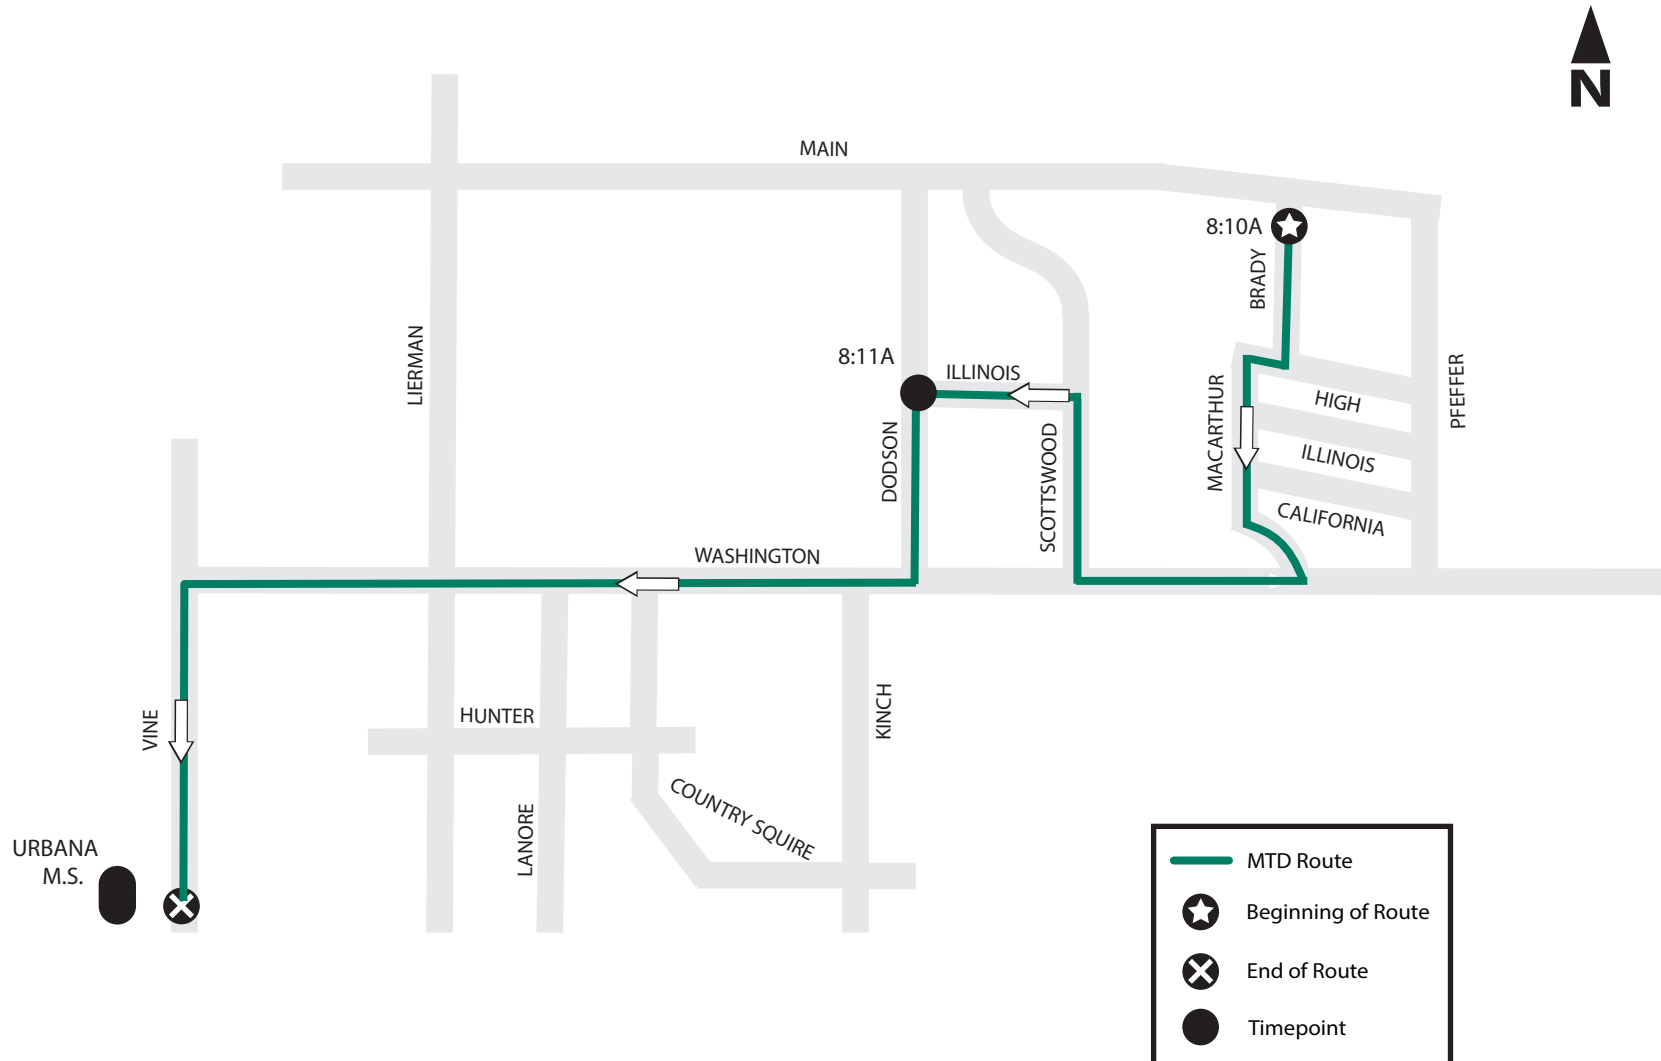 N
MAIN
8:10A
BRADY
LIERMAN
8:11A
ILLINOIS
MACARTHUR
HIGH
PFEFFER
DODSON
SCOTTSWOOD
ILLINOIS
CALIFORNIA
WASHINGTON
VINE
HUNTER
KINCH
LANORE
COUNTRY SQUIRE
URBANA
M.S.
MTD Route
Beginning of Route
End of Route
Timepoint